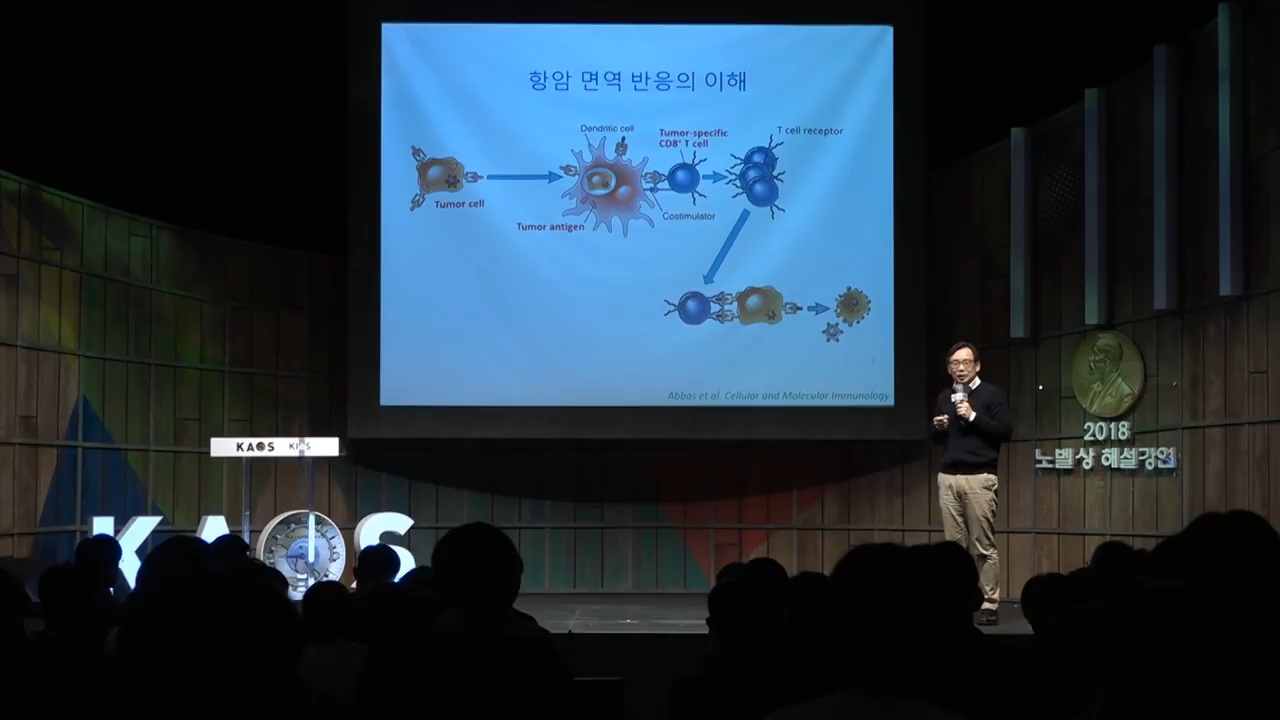 항암 면역 반응의 이해
Dendritic cell
Tumor-specific
CD8⁺ T cell
T cell receptor
Tumor cell
Tumor antigen
Costimulator
Abbas et al. Cellular and Molecular Immunology
KAOS KIAS
2018
노벨상 해설강연
KAOS